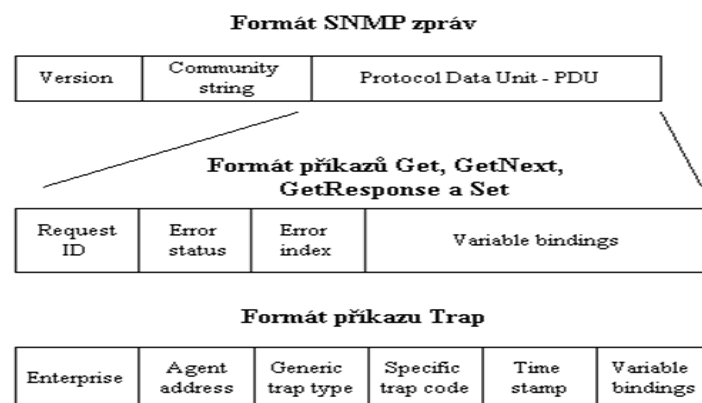 Formát SNMP zpráv
Version
Community
string
Protocol Data Unit - PDU
Formát příkazů Get, GetNext,
GetResponse a Set
Request
ID
Error
status
Error
index
Variable bindings
Formát příkazu Trap
Enterprise
Agent
address
Generic
trap type
Specific
trap code
Time
stamp
Variable
bindings